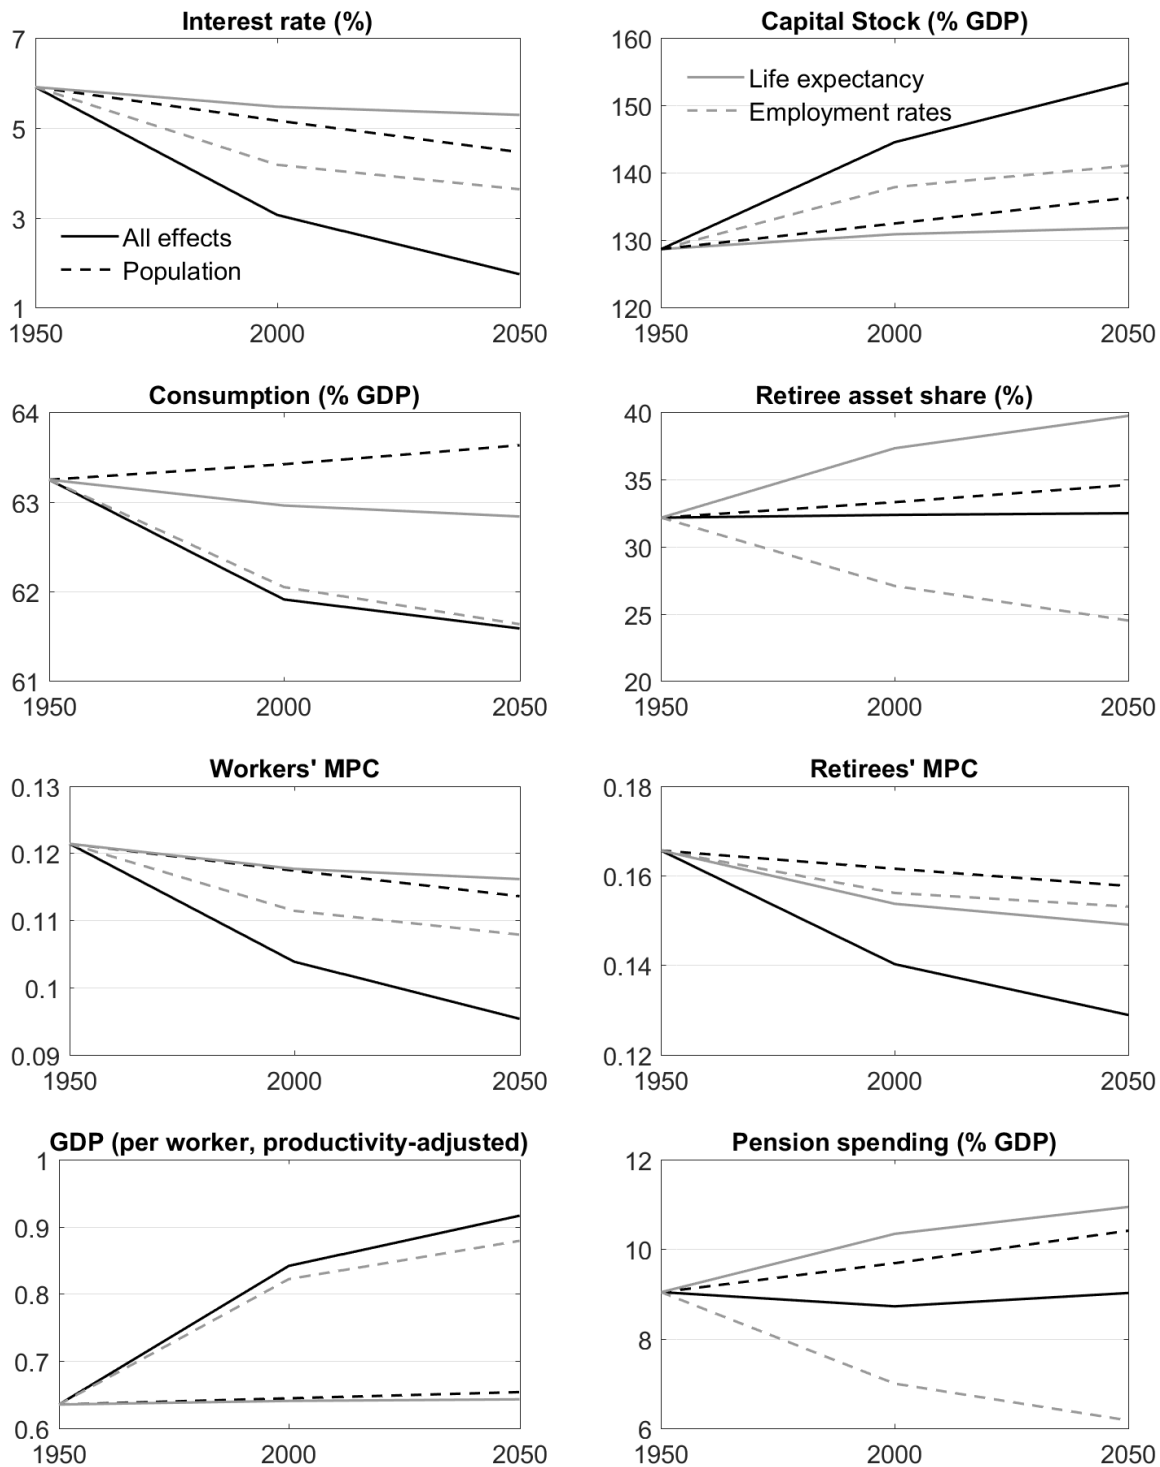 Interest rate (%)
7
5
3
1
All effects
Population
1950 2000 2050
Capital Stock (% GDP)
160
150
140
130
120
Life expectancy
Employment rates
1950 2000 2050
Consumption (% GDP)
64
63
62
61
1950 2000 2050
Retiree asset share (%)
40
35
30
25
20
1950 2000 2050
Workers' MPC
0.13
0.12
0.11
0.1
0.09
1950 2000 2050
Retirees' MPC
0.18
0.16
0.14
0.12
1950 2000 2050
GDP (per worker, productivity-adjusted)
1
0.9
0.8
0.7
0.6
1950 2000 2050
Pension spending (% GDP)
12
10
8
6
1950 2000 2050